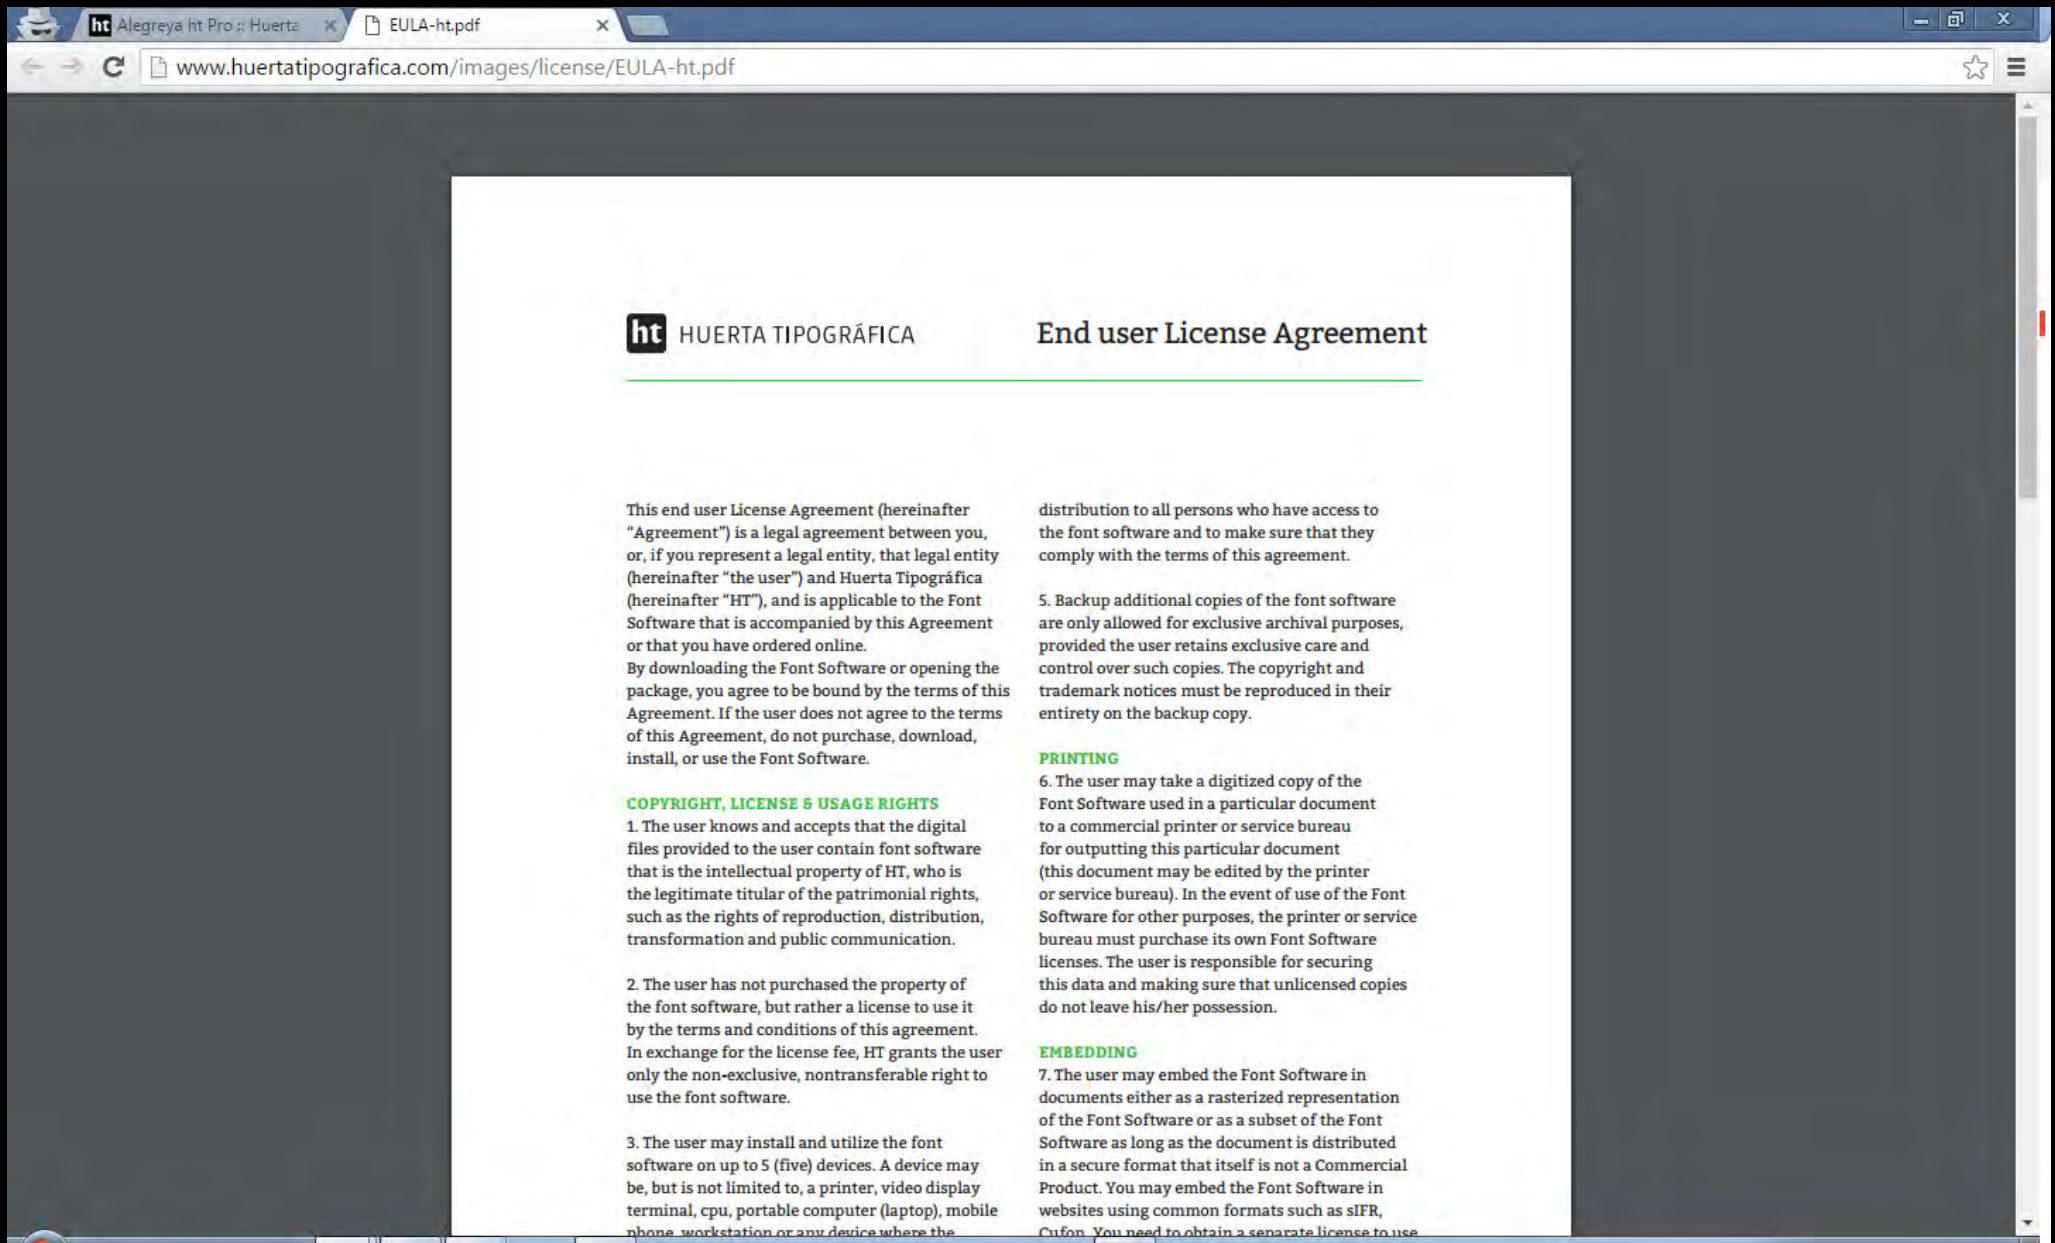 Alegreya ht Pro :: Huerta
EULA-ht.pdf
www.huertatipografica.com/images/license/EULA-ht.pdf
ht HUERTA TIPOGRÁFICA
End user License Agreement
This end user License Agreement (hereinafter
“Agreement”) is a legal agreement between you,
or, if you represent a legal entity, that legal entity
(hereinafter “the user”) and Huerta Tipográfica
(hereinafter “HT”), and is applicable to the Font
Software that is accompanied by this Agreement
or that you have ordered online.
By downloading the Font Software or opening the
package, you agree to be bound by the terms of this
Agreement. If the user does not agree to the terms
of this Agreement, do not purchase, download,
install, or use the Font Software.
COPYRIGHT, LICENSE & USAGE RIGHTS
1. The user knows and accepts that the digital
files provided to the user contain font software
that is the intellectual property of HT, who is
the legitimate titular of the patrimonial rights,
such as the rights of reproduction, distribution,
transformation and public communication.
2. The user has not purchased the property of
the font software, but rather a license to use it
by the terms and conditions of this agreement.
In exchange for the license fee, HT grants the user
only the non-exclusive, nontransferable right to
use the font software.
3. The user may install and utilize the font
software on up to 5 (five) devices. A device may
be, but is not limited to, a printer, video display
terminal, cpu, portable computer (laptop), mobile
phone, workstation or any device where the
distribution to all persons who have access to
the font software and to make sure that they
comply with the terms of this agreement.
5. Backup additional copies of the font software
are only allowed for exclusive archival purposes,
provided the user retains exclusive care and
control over such copies. The copyright and
trademark notices must be reproduced in their
entirety on the backup copy.
PRINTING
6. The user may take a digitized copy of the
Font Software used in a particular document
to a commercial printer or service bureau
for outputting this particular document
(this document may be edited by the printer
or service bureau). In the event of use of the Font
Software for other purposes, the printer or service
bureau must purchase its own Font Software
licenses. The user is responsible for securing
this data and making sure that unlicensed copies
do not leave his/her possession.
EMBEDDING
7. The user may embed the Font Software in
documents either as a rasterized representation
of the Font Software or as a subset of the Font
Software as long as the document is distributed
in a secure format that itself is not a Commercial
Product. You may embed the Font Software in
websites using common formats such as sIFR,
Cufon. You need to obtain a separate license to use